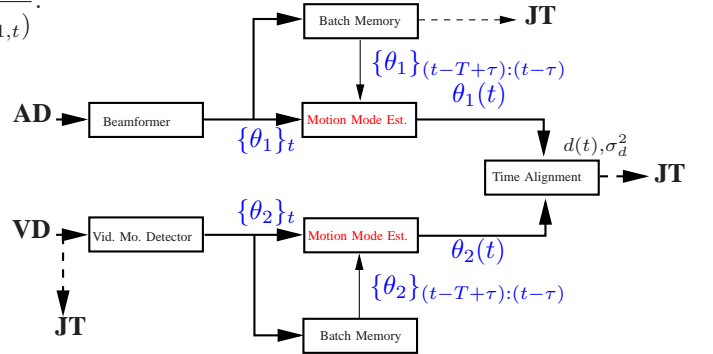 .
1,t)
Batch Memory
JT
{θ1}(t−T+τ):(t−τ)
θ1(t)
AD
Beamformer
Motion Mode Est.
{θ1}t
d(t),σ_d^2
Time Alignment
JT
{θ2}t
VD
Vid. Mo. Detector
Motion Mode Est.
θ2(t)
{θ2}(t−T+τ):(t−τ)
JT
Batch Memory